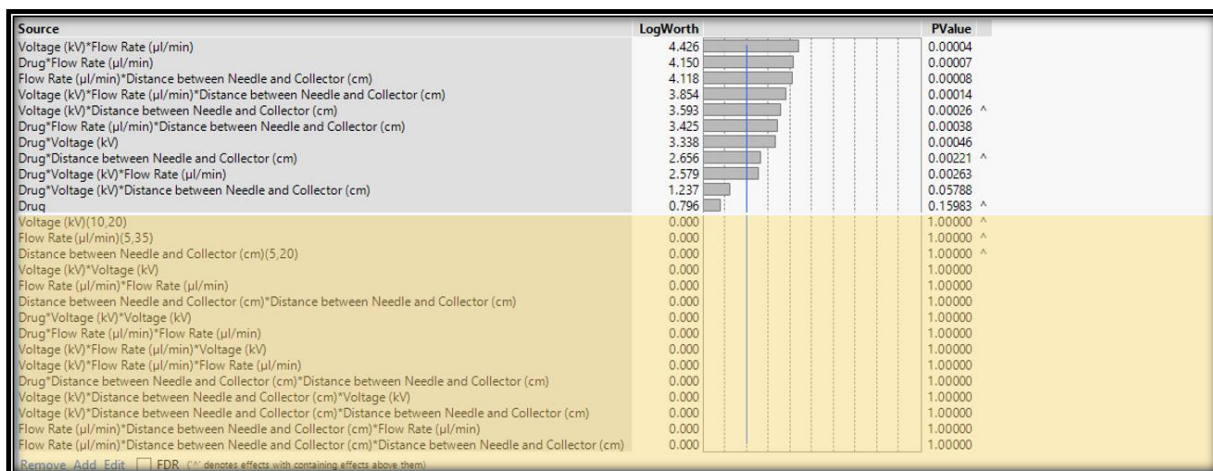 Source LogWorth PValue
Voltage (kV)*Flow Rate (µl/min) 4.426 0.00004
Drug*Flow Rate (µl/min) 4.150 0.00007
Flow Rate (µl/min)*Distance between Needle and Collector (cm) 4.118 0.00008
Voltage (kV)*Flow Rate (µl/min)*Distance between Needle and Collector (cm) 3.854 0.00014
Voltage (kV)*Distance between Needle and Collector (cm) 3.593 0.00026 ^
Drug*Flow Rate (µl/min)*Distance between Needle and Collector (cm) 3.425 0.00038
Drug*Voltage (kV) 3.338 0.00046
Drug*Distance between Needle and Collector (cm) 2.656 0.00221 ^
Drug*Voltage (kV)*Flow Rate (µl/min) 2.579 0.00263
Drug*Voltage (kV)*Distance between Needle and Collector (cm) 1.237 0.05788
Drug 0.796 0.15983 ^
Voltage (kV)(10,20) 0.000 1.00000 ^
Flow Rate (µl/min)(5,35) 0.000 1.00000 ^
Distance between Needle and Collector (cm)(5,20) 0.000 1.00000 ^
Voltage (kV)*Voltage (kV) 0.000 1.00000
Flow Rate (µl/min)*Flow Rate (µl/min) 0.000 1.00000
Distance between Needle and Collector (cm)*Distance between Needle and Collector (cm) 0.000 1.00000
Drug*Voltage (kV)*Voltage (kV) 0.000 1.00000
Drug*Flow Rate (µl/min)*Flow Rate (µl/min) 0.000 1.00000
Voltage (kV)*Flow Rate (µl/min)*Voltage (kV) 0.000 1.00000
Voltage (kV)*Flow Rate (µl/min)*Flow Rate (µl/min) 0.000 1.00000
Drug*Distance between Needle and Collector (cm)*Distance between Needle and Collector (cm) 0.000 1.00000
Voltage (kV)*Distance between Needle and Collector (cm)*Voltage (kV) 0.000 1.00000
Voltage (kV)*Distance between Needle and Collector (cm)*Distance between Needle and Collector (cm) 0.000 1.00000
Flow Rate (µl/min)*Distance between Needle and Collector (cm)*Flow Rate (µl/min) 0.000 1.00000
Flow Rate (µl/min)*Distance between Needle and Collector (cm)*Distance between Needle and Collector (cm) 0.000 1.00000
Remove Add Edit FDR ('^' denotes effects with containing effects above them)